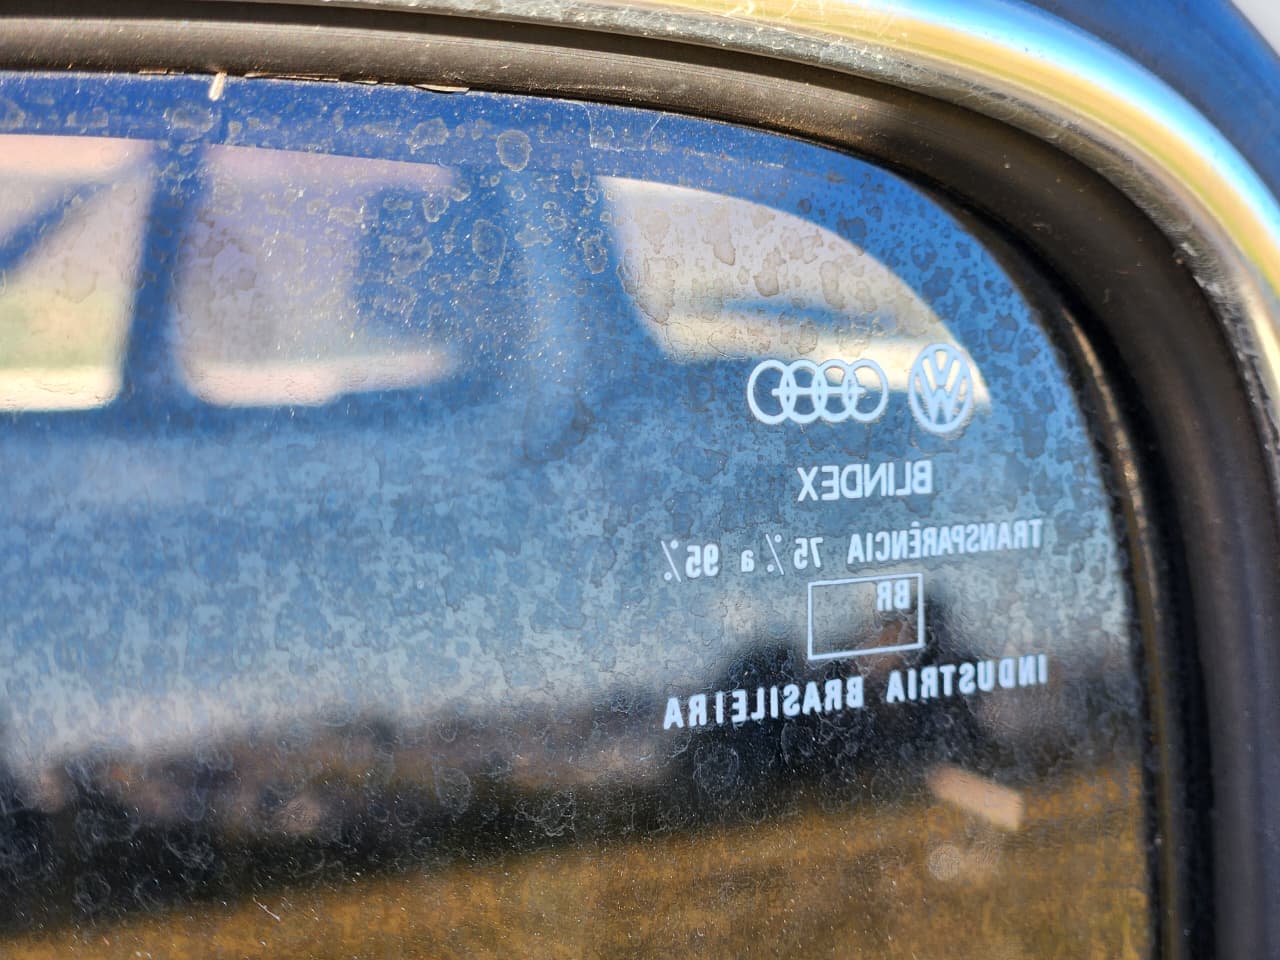 BLINDEX
TRANSPARÊNCIA 75% a 95%
BR
INDUSTRIA BRASILEIRA